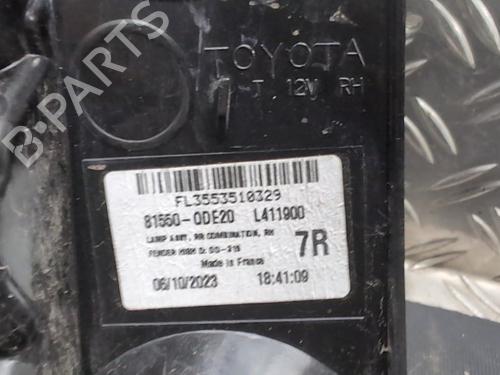 TOYOTA
T 12V RH
B-PARTS
FL3553510329
81550-0DE20 L411900
LAMP ASSY, RR COMBINATION, RH
7R
Made in France
06/10/2023 18:41:09